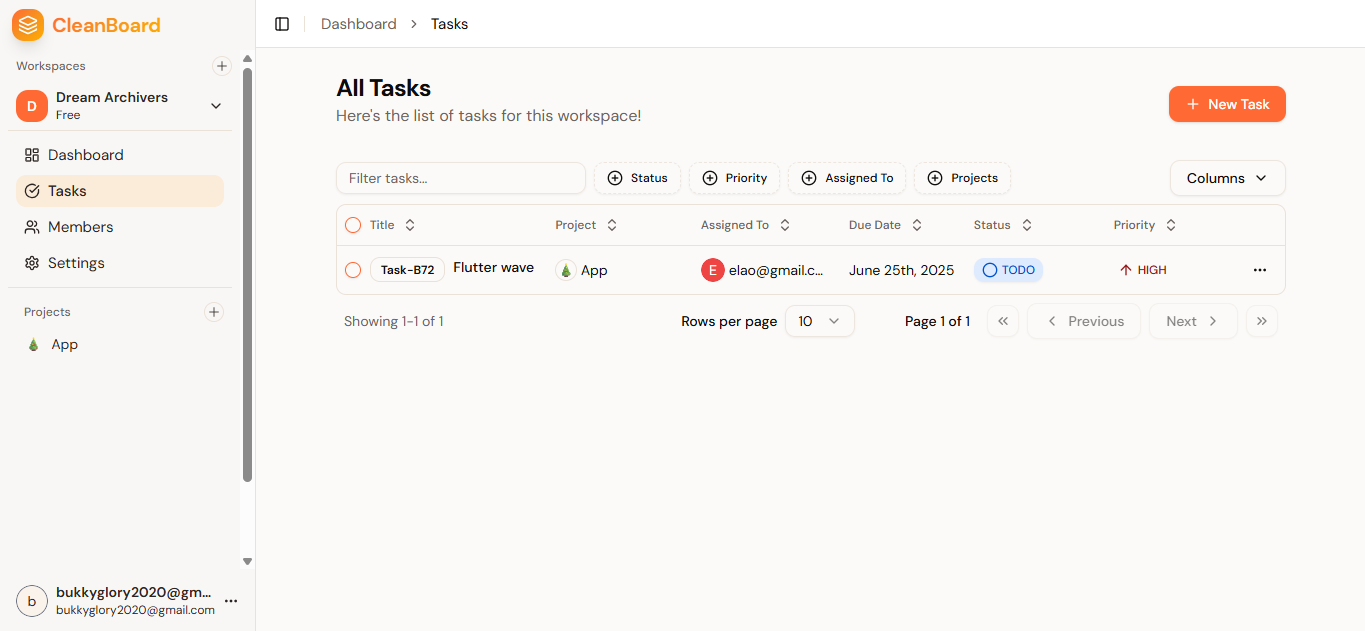 CleanBoard
Workspaces
D
Dream Archivers
Free
Dashboard
Tasks
Members
Settings
Projects
App
b
bukkyglory2020@gm...
bukkyglory2020@gmail.com
Dashboard > Tasks
All Tasks
Here's the list of tasks for this workspace!
New Task
Filter tasks...
Status
Priority
Assigned To
Projects
Columns
Title Project Assigned To Due Date Status Priority
Task-B72 Flutter wave App E elao@gmail.c... June 25th, 2025 TODO HIGH
Showing 1-1 of 1
Rows per page 10
Page 1 of 1
Previous
Next